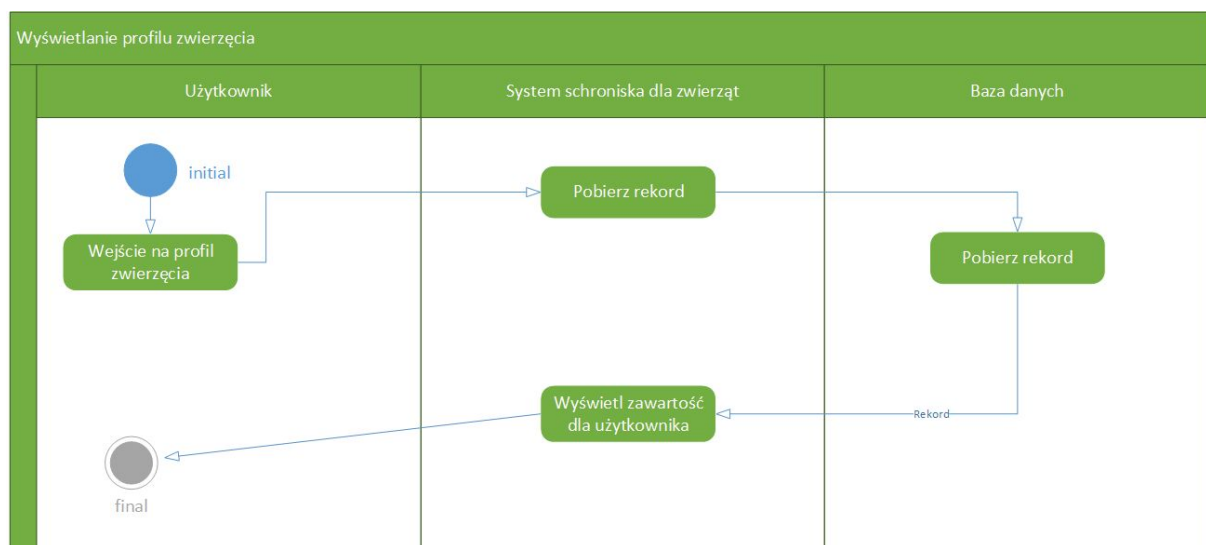 Wyświetlanie profilu zwierzęcia
Użytkownik
System schroniska dla zwierząt
Baza danych
initial
Pobierz rekord
Wejście na profil
zwierzęcia
Pobierz rekord
Wyświetl zawartość
dla użytkownika
Rekord
final